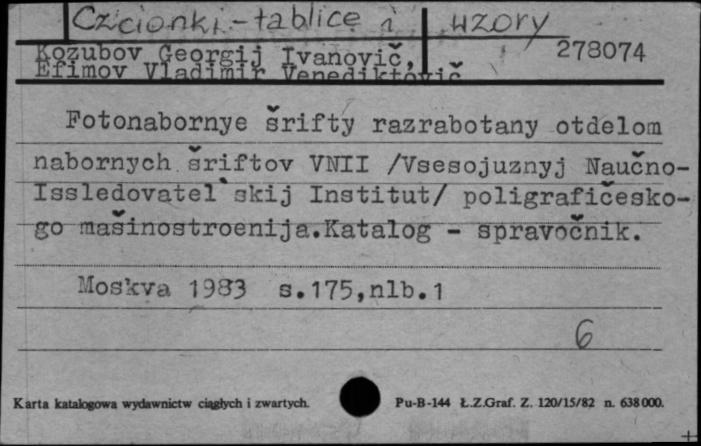 Czcionki - tablice i wzory
Kozubov Georgij Ivanovič, 278074
Efimov Vladimir Venediktovič
Fotonabornye šrifty razrabotany otdelom
nabornych šriftov VNII /Vsesojuznyj Naučno-
Issledovatel'skij Institut/ poligrafičesko-
go mašinostroenija.Katalog - spravočnik.
Moskva 1983 s.175,nlb.1
6
Karta katalogowa wydawnictw ciągłych i zwartych. Pu-B-144 Ł.Z.Graf. Z. 120/15/82 n. 638000.